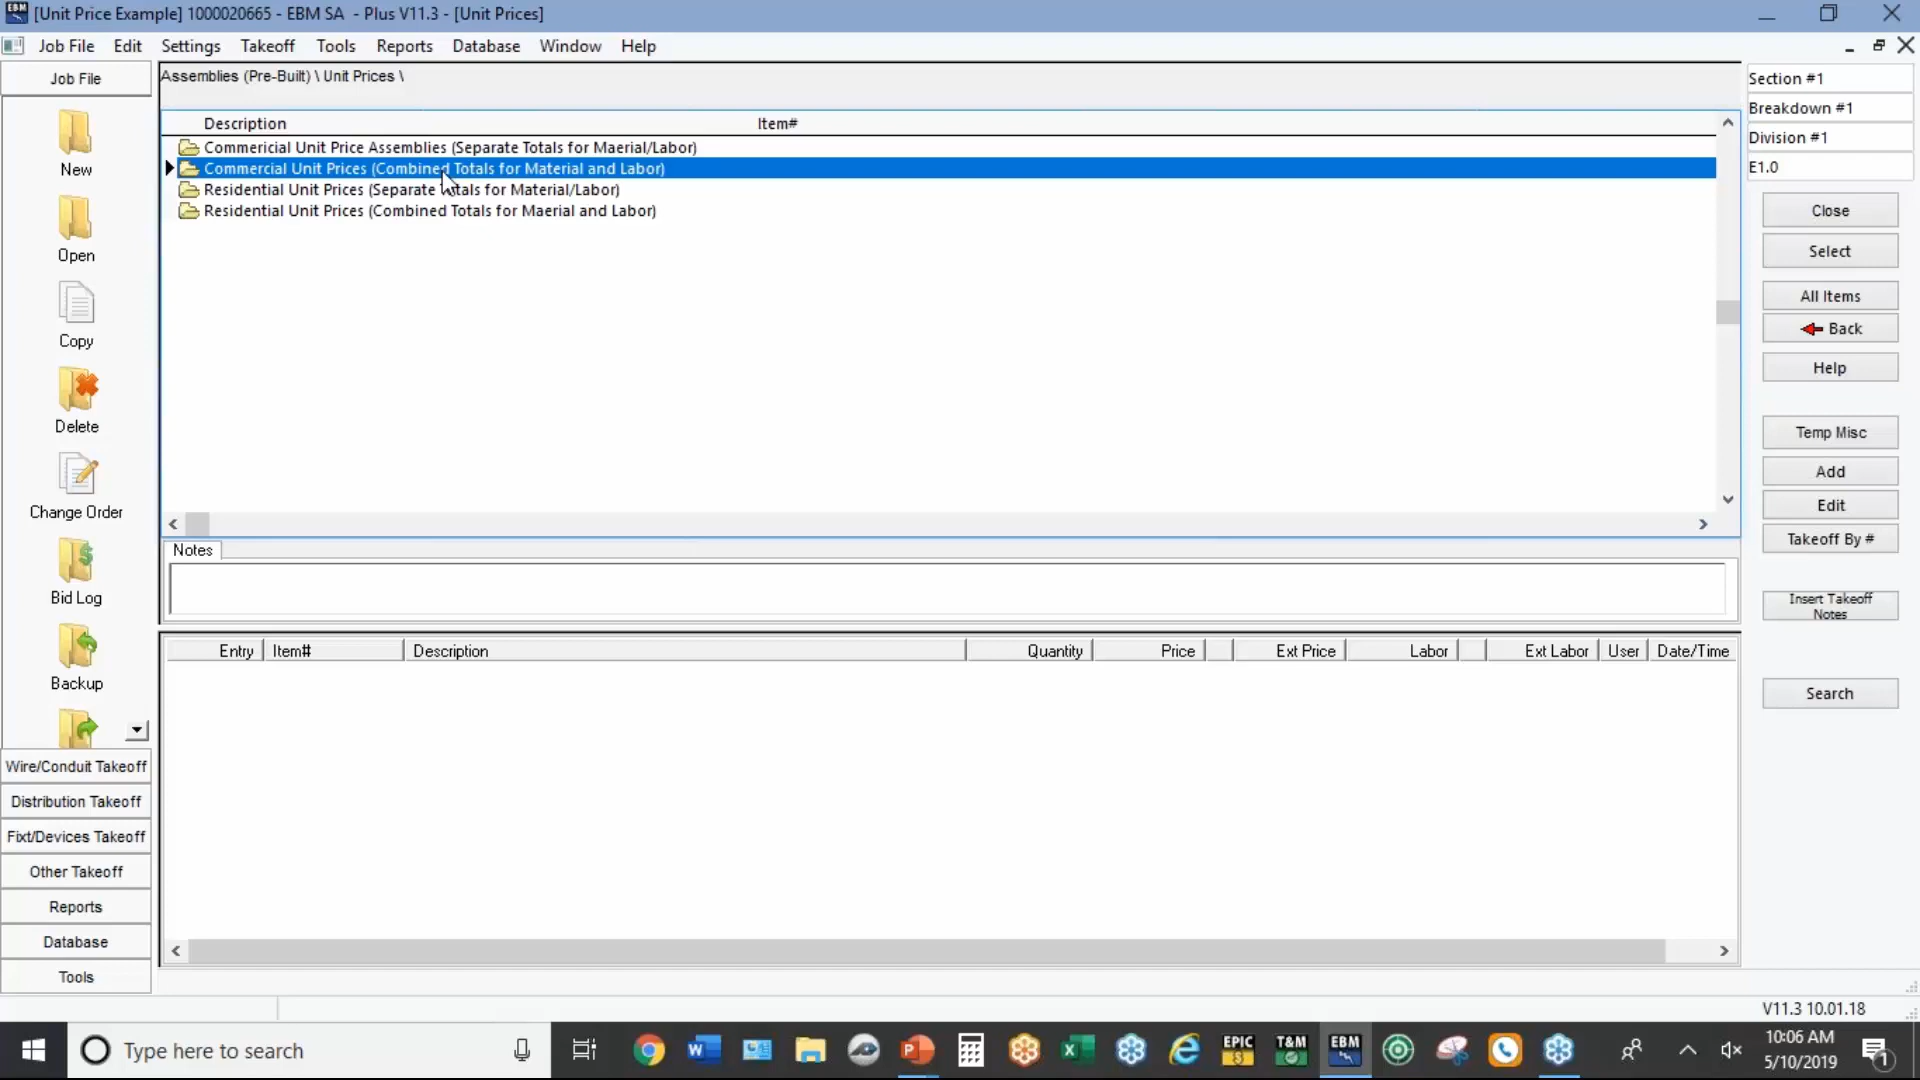 EBM [Unit Price Example] 1000020665 - EBM SA - Plus V11.3 - [Unit Prices]
Job File Edit Settings Takeoff Tools Reports Database Window Help
Job File
New
Open
Copy
Delete
Change Order
Bid Log
Backup
Wire/Conduit Takeoff
Distribution Takeoff
Fixt/Devices Takeoff
Other Takeoff
Reports
Database
Tools
Assemblies (Pre-Built) \ Unit Prices \
Description Item#
Commericial Unit Price Assemblies (Separate Totals for Maerial/Labor)
Commercial Unit Prices (Combined Totals for Material and Labor)
Residential Unit Prices (Separate Totals for Material/Labor)
Residential Unit Prices (Combined Totals for Maerial and Labor)
Notes
Entry Item# Description Quantity Price Ext Price Labor Ext Labor User Date/Time
Section #1
Breakdown #1
Division #1
E1.0
Close
Select
All Items
Back
Help
Temp Misc
Add
Edit
Takeoff By #
Insert Takeoff
Notes
Search
V11.3 10.01.18
Type here to search
EPIC
T&M
EBM
10:06 AM
5/10/2019
1